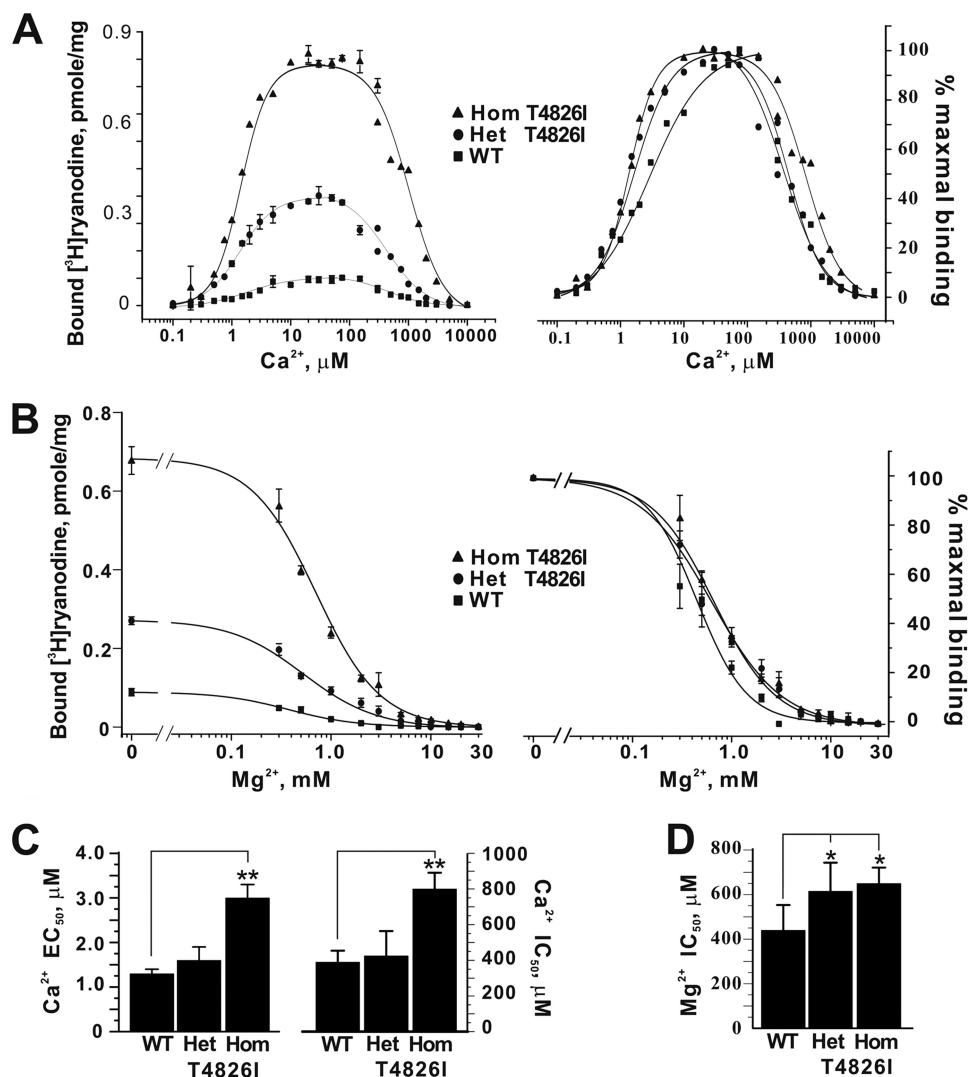 A
Bound [³H]ryanodine, pmole/mg
0.9
0.6
0.3
0
0.1 1 10 100 1000 10000
Ca²⁺, μM
▲ Hom T4826I
● Het T4826I
■ WT
0.1 1 10 100 1000 10000
Ca²⁺, μM
100
80
60
40
20
0
% maxmal binding
B
Bound [³H]ryanodine, pmole/mg
0.8
0.6
0.4
0.2
0
0 0.1 1.0 10 30
Mg²⁺, mM
▲ Hom T4826I
● Het T4826I
■ WT
0 0.1 1.0 10 30
Mg²⁺, mM
100
80
60
40
20
0
% maxmal binding
C
Ca²⁺ EC₅₀, μM
4.0
3.0
2.0
1.0
0
**
WT Het Hom
T4826I
**
WT Het Hom
T4826I
1000
800
600
400
200
0
Ca²⁺ IC₅₀, μM
D
Mg²⁺ IC₅₀, μM
800
600
400
200
0
* *
WT Het Hom
T4826I